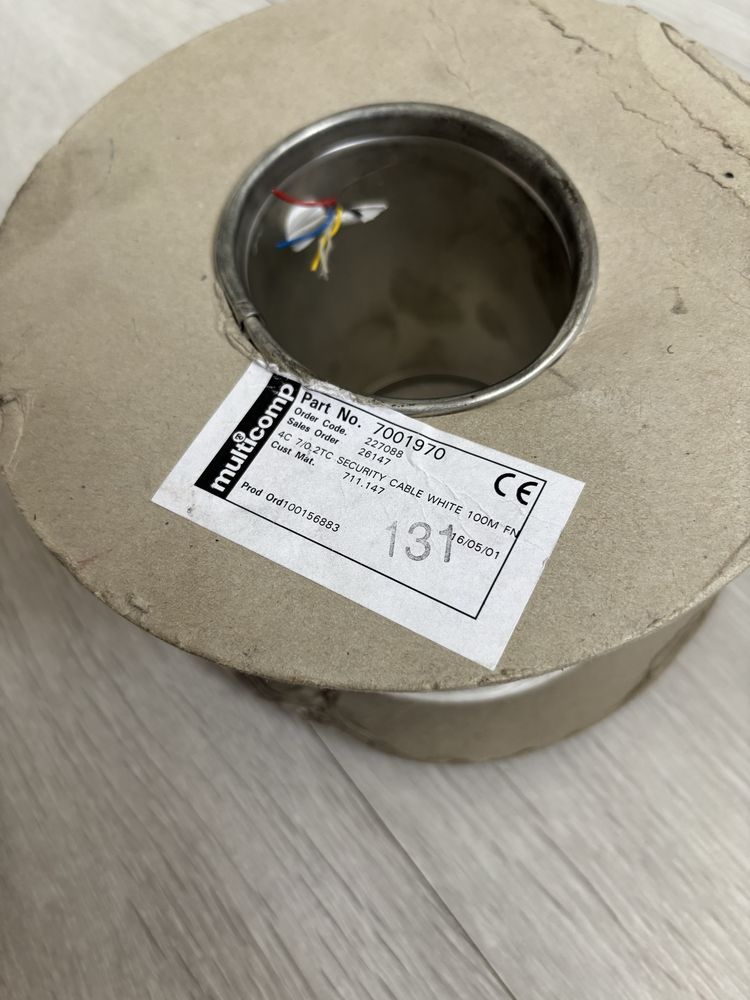 multicomp®
Part No. 7001970
Order Code. 227088
Sales Order 26147
4C 7/0.2TC SECURITY CABLE WHITE 100M FN
Cust Mat. 711.147
Prod Ord100156883
131
16/05/01
CE